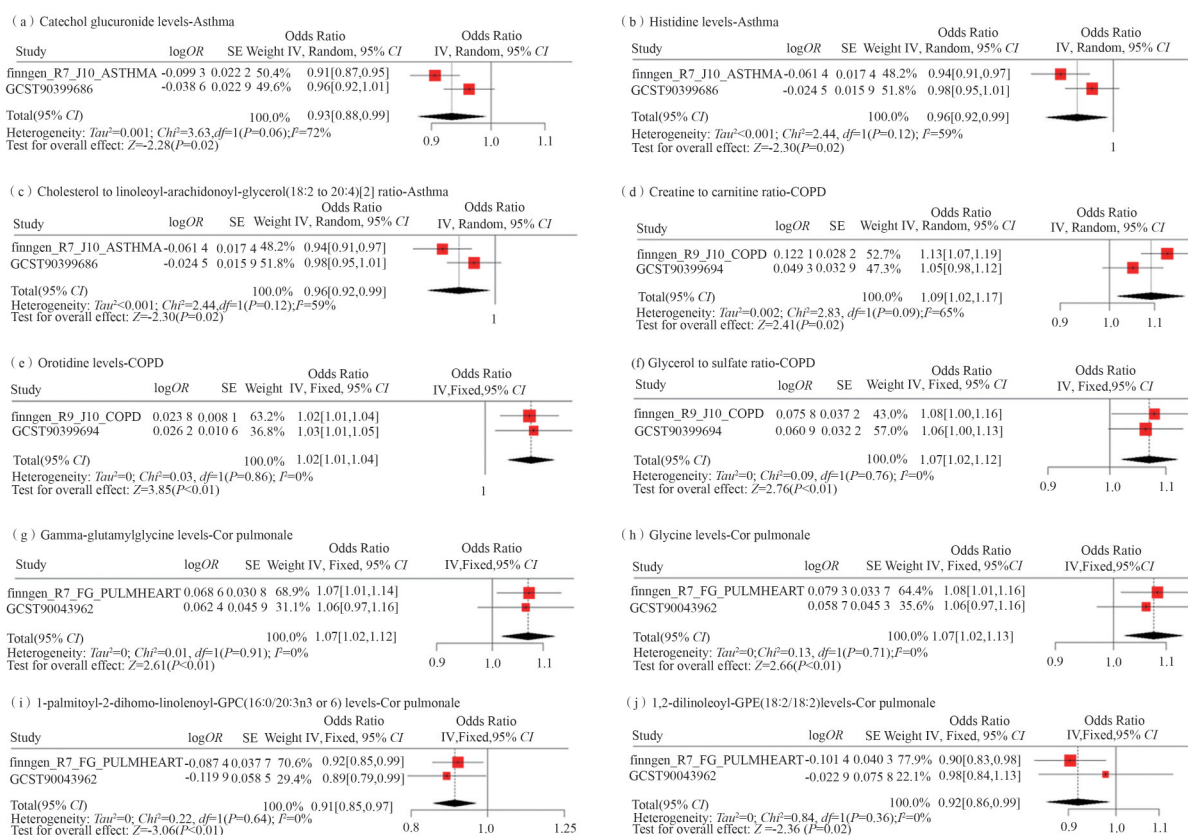 (a) Catechol glucuronide levels-Asthma
Odds Ratio Odds Ratio
Study logOR SE Weight IV, Random, 95% CI IV, Random, 95% CI
finngen_R7_J10_ASTHMA -0.099 3 0.022 2 50.4% 0.91[0.87,0.95]
GCST90399686 -0.038 6 0.022 9 49.6% 0.96[0.92,1.01]
Total(95% CI) 100.0% 0.93[0.88,0.99]
Heterogeneity: Tau²=0.001; Chi²=3.63,df=1(P=0.06);I²=72%
Test for overall effect: Z=-2.28(P=0.02)
0.9 1.0 1.1
(b) Histidine levels-Asthma
Odds Ratio Odds Ratio
Study logOR SE Weight IV, Random, 95% CI IV, Random, 95% CI
finngen_R7_J10_ASTHMA -0.061 4 0.017 4 48.2% 0.94[0.91,0.97]
GCST90399686 -0.024 5 0.015 9 51.8% 0.98[0.95,1.01]
Total(95% CI) 100.0% 0.96[0.92,0.99]
Heterogeneity: Tau²<0.001; Chi²=2.44, df=1(P=0.12); I²=59%
Test for overall effect: Z=-2.30(P=0.02)
1
(c) Cholesterol to linoleoyl-arachidonoyl-glycerol(18:2 to 20:4)[2] ratio-Asthma
Odds Ratio Odds Ratio
Study logOR SE Weight IV, Random, 95% CI IV, Random, 95% CI
finngen_R7_J10_ASTHMA -0.061 4 0.017 4 48.2% 0.94[0.91,0.97]
GCST90399686 -0.024 5 0.015 9 51.8% 0.98[0.95,1.01]
Total(95% CI) 100.0% 0.96[0.92,0.99]
Heterogeneity: Tau²<0.001; Chi²=2.44,df=1(P=0.12);I²=59%
Test for overall effect: Z=-2.30(P=0.02)
1
(d) Creatine to carnitine ratio-COPD
Odds Ratio Odds Ratio
Study logOR SE Weight IV, Random, 95% CI IV, Random, 95% CI
finngen_R9_J10_COPD 0.122 1 0.028 2 52.7% 1.13[1.07,1.19]
GCST90399694 0.049 3 0.032 9 47.3% 1.05[0.98,1.12]
Total(95% CI) 100.0% 1.09[1.02,1.17]
Heterogeneity: Tau²=0.002; Chi²=2.83, df=1(P=0.09);I²=65%
Test for overall effect: Z=2.41(P=0.02)
0.9 1.0 1.1
(e) Orotidine levels-COPD
Odds Ratio Odds Ratio
Study logOR SE Weight IV, Fixed, 95% CI IV,Fixed,95% CI
finngen_R9_J10_COPD 0.023 8 0.008 1 63.2% 1.02[1.01,1.04]
GCST90399694 0.026 2 0.010 6 36.8% 1.03[1.01,1.05]
Total(95% CI) 100.0% 1.02[1.01,1.04]
Heterogeneity: Tau²=0; Chi²=0.03, df=1(P=0.86); I²=0%
Test for overall effect: Z=3.85(P<0.01)
1
(f) Glycerol to sulfate ratio-COPD
Odds Ratio Odds Ratio
Study logOR SE Weight IV, Fixed, 95% CI IV, Fixed, 95% CI
finngen_R9_J10_COPD 0.075 8 0.037 2 43.0% 1.08[1.00,1.16]
GCST90399694 0.060 9 0.032 2 57.0% 1.06[1.00,1.13]
Total(95% CI) 100.0% 1.07[1.02,1.12]
Heterogeneity: Tau²=0; Chi²=0.09, df=1(P=0.76); I²=0%
Test for overall effect: Z=2.76(P<0.01)
0.9 1.0 1.1
(g) Gamma-glutamylglycine levels-Cor pulmonale
Odds Ratio Odds Ratio
Study logOR SE Weight IV, Fixed, 95% CI IV,Fixed,95% CI
finngen_R7_FG_PULMHEART 0.068 6 0.030 8 68.9% 1.07[1.01,1.14]
GCST90043962 0.062 4 0.045 9 31.1% 1.06[0.97,1.16]
Total(95% CI) 100.0% 1.07[1.02,1.12]
Heterogeneity: Tau²=0; Chi²=0.01, df=1(P=0.91); I²=0%
Test for overall effect: Z=2.61(P<0.01)
0.9 1.0 1.1
(h) Glycine levels-Cor pulmonale
Odds Ratio Odds Ratio
Study logOR SE Weight IV, Fixed, 95% CI IV,Fixed,95%CI
finngen_R7_FG_PULMHEART 0.079 3 0.033 7 64.4% 1.08[1.01,1.16]
GCST90043962 0.058 7 0.045 3 35.6% 1.06[0.97,1.16]
Total(95% CI) 100.0% 1.07[1.02,1.13]
Heterogeneity: Tau²=0;Chi²=0.13, df=1(P=0.71);I²=0%
Test for overall effect: Z=2.66(P<0.01)
0.9 1.0 1.1
(i) 1-palmitoyl-2-dihomo-linolenoyl-GPC(16:0/20:3n3 or 6) levels-Cor pulmonale
Odds Ratio Odds Ratio
Study logOR SE Weight IV, Fixed, 95% CI IV,Fixed,95% CI
finngen_R7_FG_PULMHEART -0.087 4 0.037 7 70.6% 0.92[0.85,0.99]
GCST90043962 -0.119 9 0.058 5 29.4% 0.89[0.79,0.99]
Total(95% CI) 100.0% 0.91[0.85,0.97]
Heterogeneity: Tau²=0; Chi²=0.22, df=1(P=0.64); I²=0%
Test for overall effect: Z=-3.06(P<0.01)
0.8 1.0 1.25
(j) 1,2-dilinoleoyl-GPE(18:2/18:2)levels-Cor pulmonale
Odds Ratio Odds Ratio
Study logOR SE Weight IV, Fixed, 95% CI IV,Fixed,95% CI
finngen_R7_FG_PULMHEART -0.101 4 0.040 3 77.9% 0.90[0.83,0.98]
GCST90043962 -0.022 9 0.075 8 22.1% 0.98[0.84,1.13]
Total(95% CI) 100.0% 0.92[0.86,0.99]
Heterogeneity: Tau²=0; Chi²=0.84, df=1(P=0.36);I²=0%
Test for overall effect: Z=-2.36 (P=0.02)
0.9 1.0 1.1